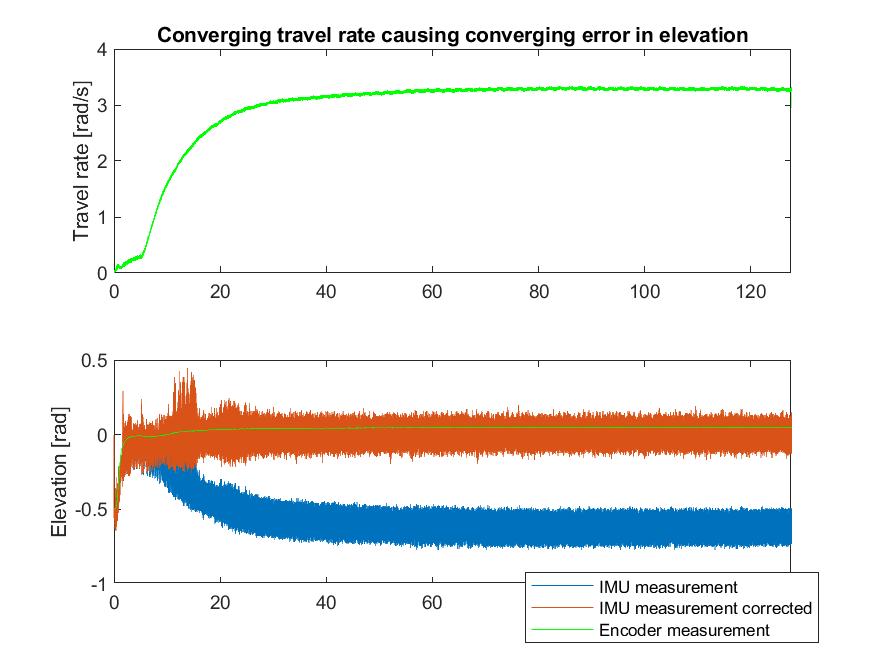 Converging travel rate causing converging error in elevation
4
3
2
1
0
Travel rate [rad/s]
0 20 40 60 80 100 120
0.5
0
-0.5
-1
Elevation [rad]
0 20 40 60
IMU measurement
IMU measurement corrected
Encoder measurement